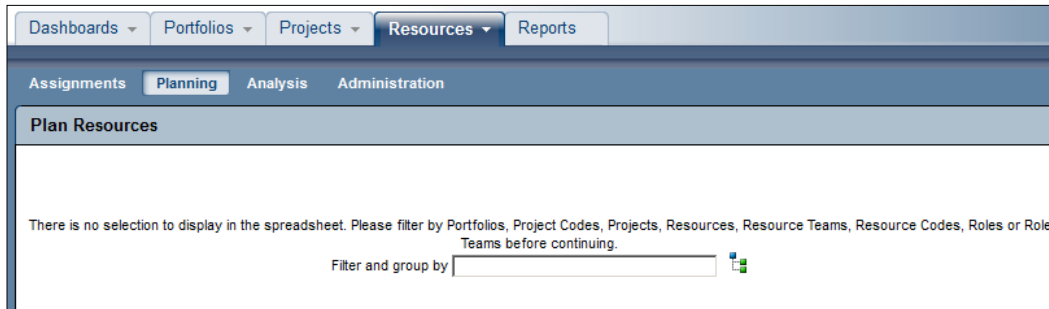 Dashboards Portfolios Projects Resources Reports
Assignments Planning Analysis Administration
Plan Resources
There is no selection to display in the spreadsheet. Please filter by Portfolios, Project Codes, Projects, Resources, Resource Teams, Resource Codes, Roles or Role
Teams before continuing.
Filter and group by